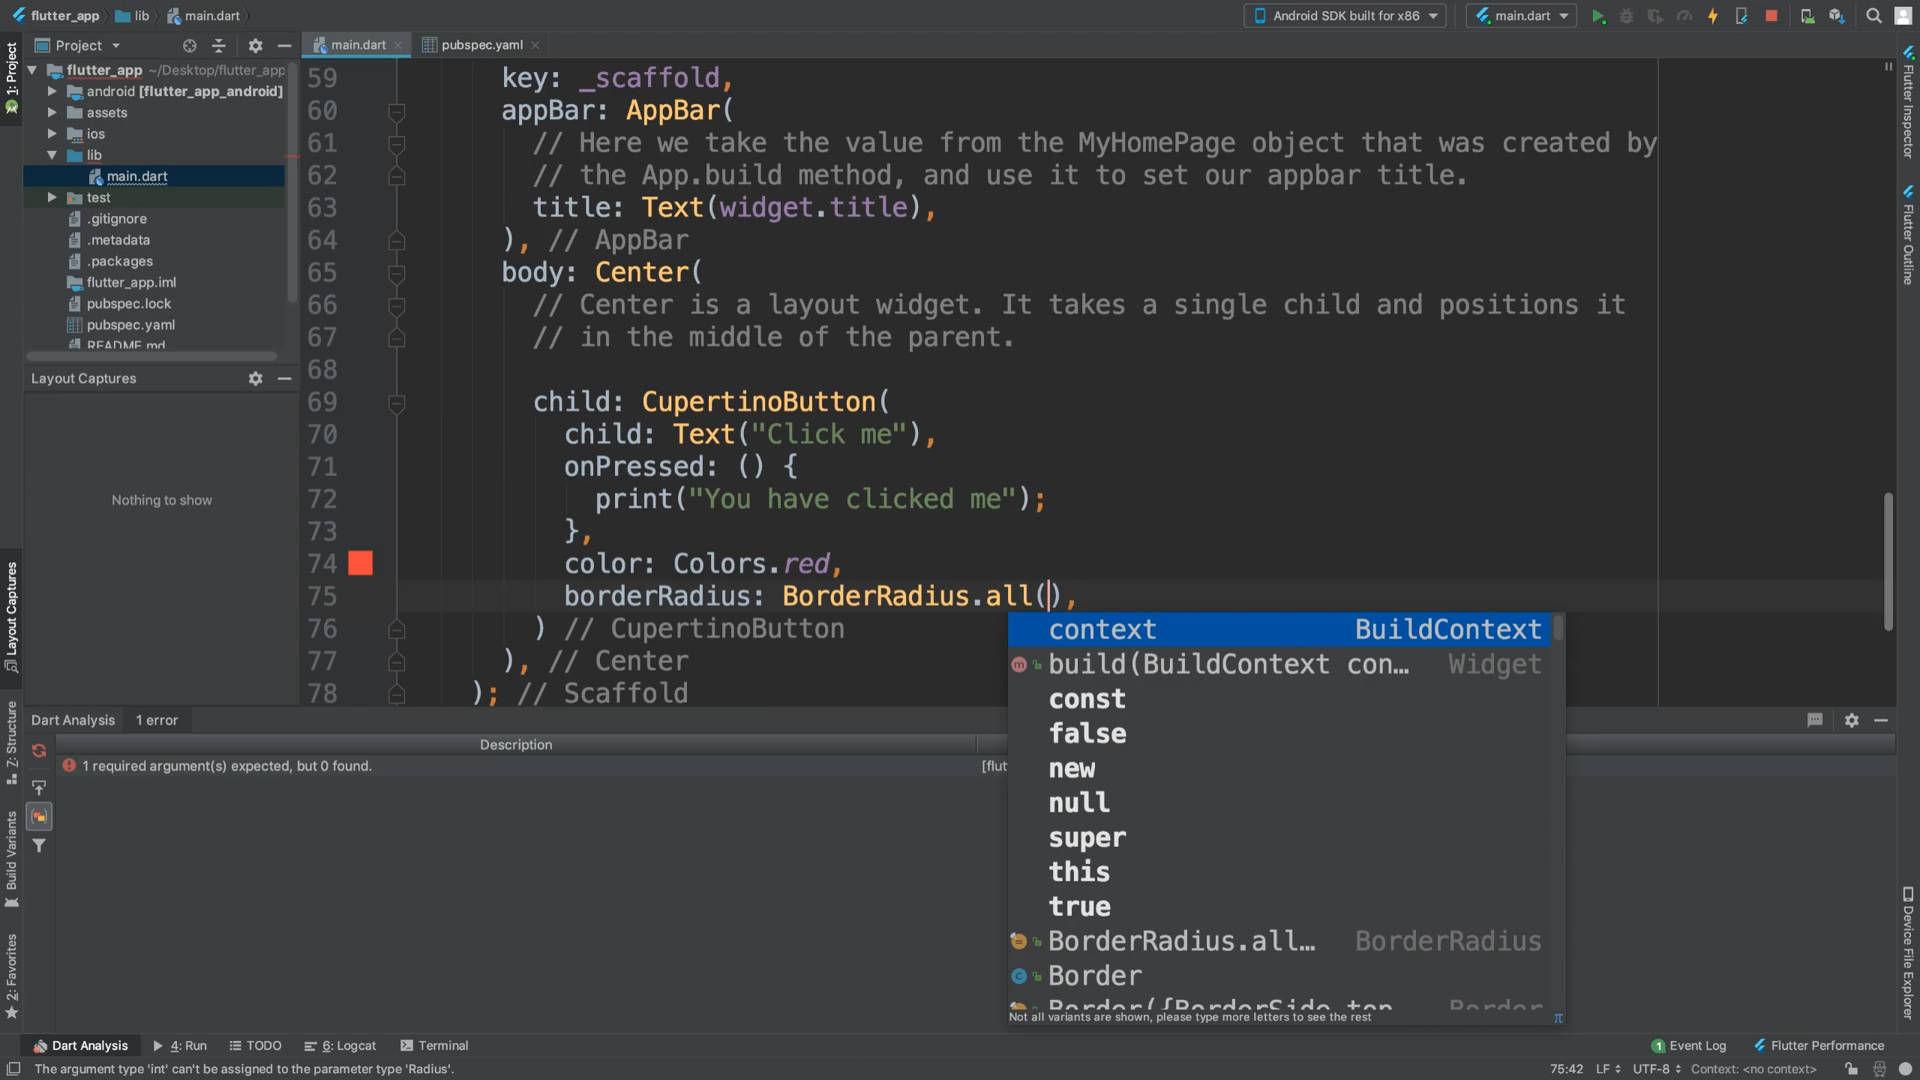 flutter_app
lib
main.dart
Android SDK built for x86
main.dart
1: Project
Project
main.dart
pubspec.yaml
flutter_app ~/Desktop/flutter_app
android [flutter_app_android]
assets
ios
lib
main.dart
test
.gitignore
.metadata
.packages
flutter_app.iml
pubspec.lock
pubspec.yaml
README.md
Layout Captures
Nothing to show
Layout Captures
Z: Structure
Build Variants
2: Favorites
59 key: _scaffold,
60 appBar: AppBar(
61 // Here we take the value from the MyHomePage object that was created by
62 // the App.build method, and use it to set our appbar title.
63 title: Text(widget.title),
64 ), // AppBar
65 body: Center(
66 // Center is a layout widget. It takes a single child and positions it
67 // in the middle of the parent.
68
69 child: CupertinoButton(
70 child: Text("Click me"),
71 onPressed: () {
72 print("You have clicked me");
73 },
74 color: Colors.red,
75 borderRadius: BorderRadius.all(),
76 ) // CupertinoButton
77 ), // Center
78 ); // Scaffold
context BuildContext
build(BuildContext con… Widget
const
false
new
null
super
this
true
BorderRadius.all… BorderRadius
Border
Border({BorderSide top Border
Not all variants are shown, please type more letters to see the rest
π
Flutter Inspector
Flutter Outline
Device File Explorer
Dart Analysis 1 error
Description
1 required argument(s) expected, but 0 found.
[flut
Dart Analysis
4: Run
TODO
6: Logcat
Terminal
1 Event Log
Flutter Performance
The argument type 'int' can't be assigned to the parameter type 'Radius'.
75:42 LF UTF-8 Context: <no context>